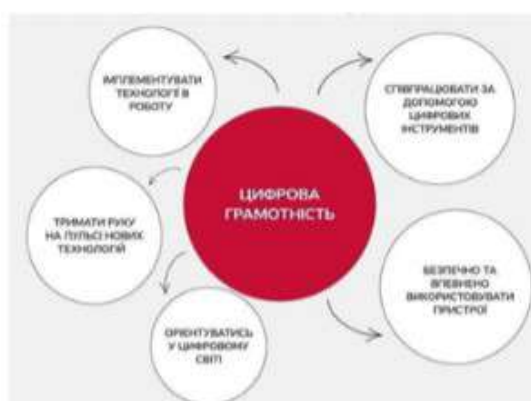 ІМПЛЕМЕНТУВАТИ
ТЕХНОЛОГІЇ В
РОБОТУ
СПІВПРАЦЮВАТИ ЗА
ДОПОМОГОЮ
ЦИФРОВИХ
ІНСТРУМЕНТІВ
ЦИФРОВА
ГРАМОТНІСТЬ
ТРИМАТИ РУКУ
НА ПУЛЬСІ НОВИХ
ТЕХНОЛОГІЙ
БЕЗПЕЧНО ТА
ВПЕВНЕНО
ВИКОРИСТОВУВАТИ
ПРИСТРОЇ
ОРІЄНТУВАТИСЬ
У ЦИФРОВОМУ
СВІТІ